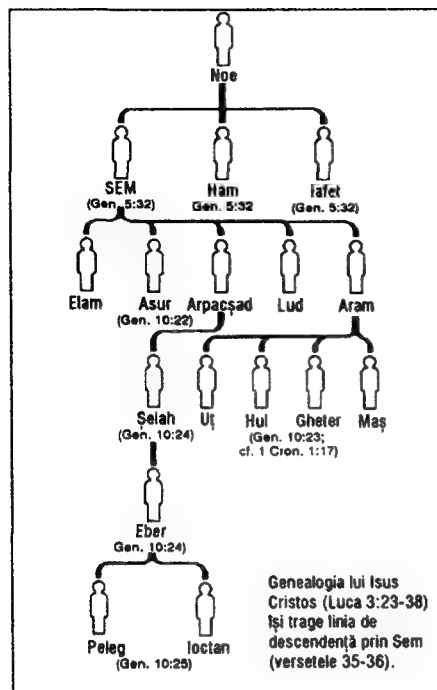 Noe
SEM Ham Iafet
(Gen. 5:32) Gen. 5:32 (Gen. 5:32)
Elam Asur Arpacșad Lud Aram
(Gen. 10:22)
Șelah Uț Hul Gheter Maș
(Gen. 10:24) (Gen. 10:23;
cf. 1 Cron. 1:17)
Eber
Gen. 10:24)
Peleg Ioctan
(Gen. 10:25)
Genealogia lui Isus
Cristos (Luca 3:23-38)
își trage linia de
descendență prin Sem
(versetele 35-36).